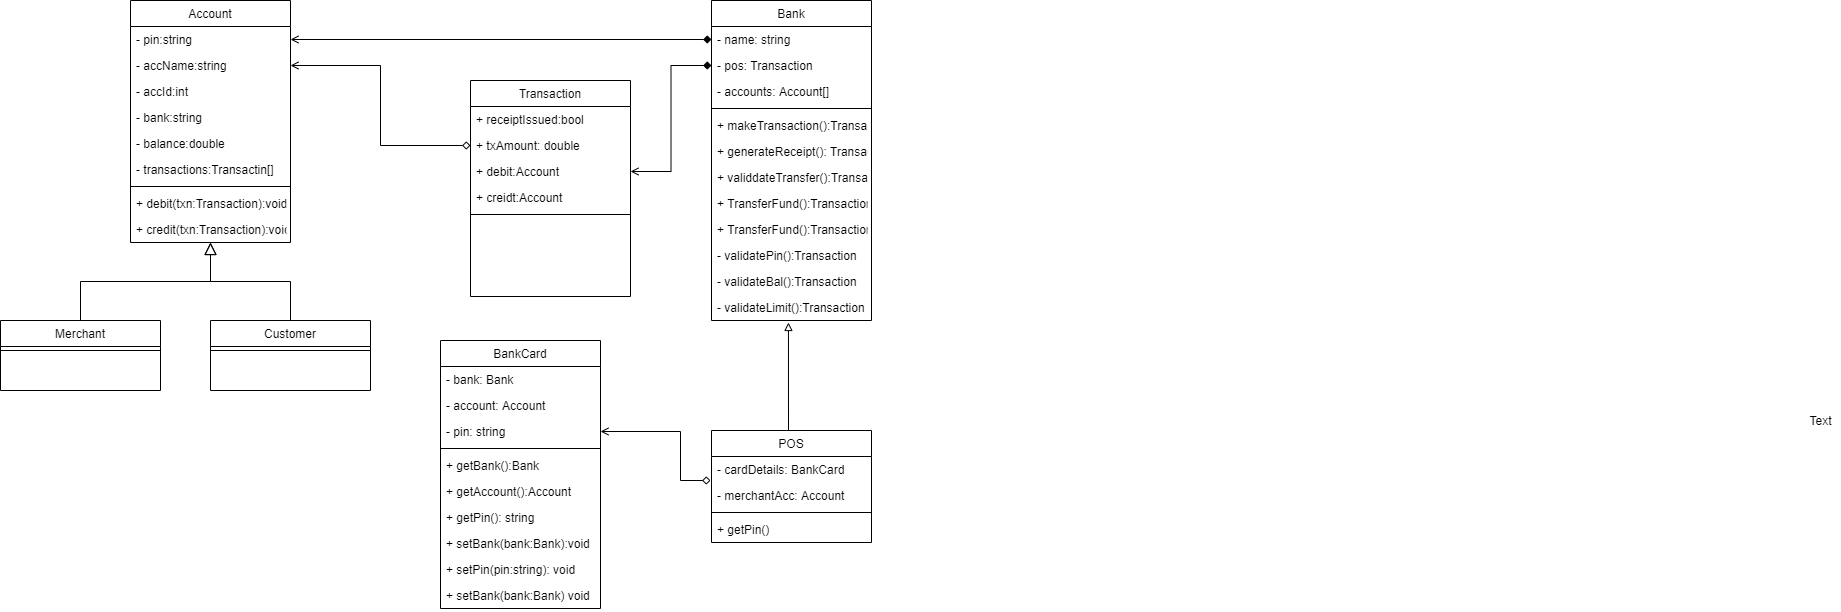 Account
- pin:string
- accName:string
- accId:int
- bank:string
- balance:double
- transactions:Transactin[]
+ debit(txn:Transaction):void
+ credit(txn:Transaction):voi
Merchant
Customer
Transaction
+ receiptIssued:bool
+ txAmount: double
+ debit:Account
+ creidt:Account
Bank
- name: string
- pos: Transaction
- accounts: Account[]
+ makeTransaction():Transa
+ generateReceipt(): Transa
+ validdateTransfer():Transa
+ TransferFund():Transactio
+ TransferFund():Transactio
- validatePin():Transaction
- validateBal():Transaction
- validateLimit():Transaction
BankCard
- bank: Bank
- account: Account
- pin: string
+ getBank():Bank
+ getAccount():Account
+ getPin(): string
+ setBank(bank:Bank):void
+ setPin(pin:string): void
+ setBank(bank:Bank) void
POS
- cardDetails: BankCard
- merchantAcc: Account
+ getPin()
Text